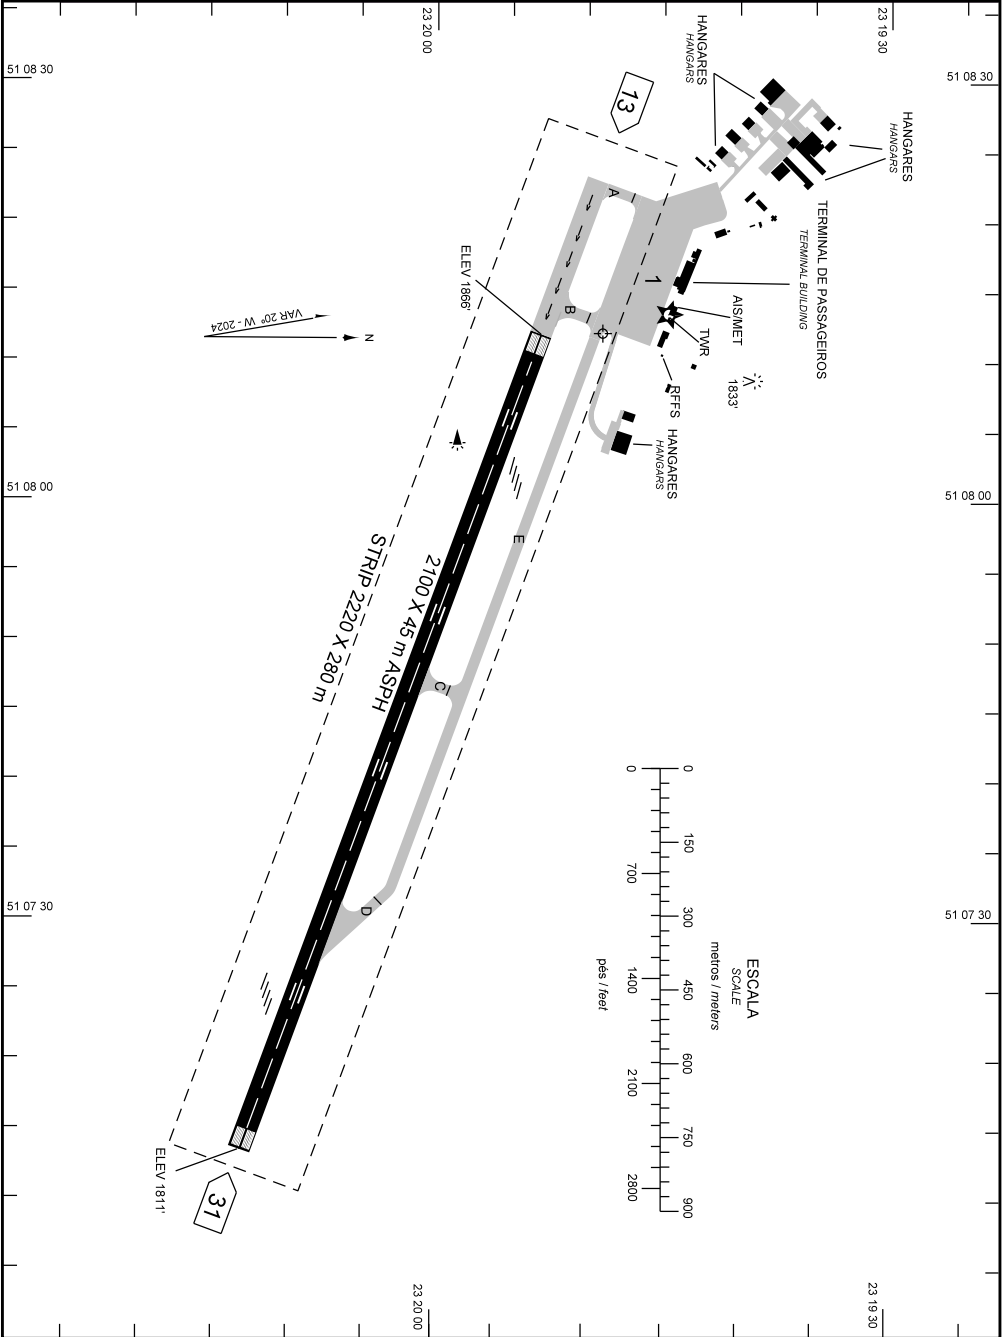 23 20 00
23 19 30
51 08 30
51 08 30
HANGARES
HANGARS
HANGARES
HANGARS
13
A
TERMINAL DE PASSAGEIROS
TERMINAL BUILDING
1
ELEV 1866'
B
AIS/MET
TWR
VAR 20° W - 2024
N
1833'
RFFS
HANGARES
HANGARS
51 08 00
51 08 00
E
STRIP 2220 X 280 m
2100 X 45 m ASPH
C
D
51 07 30
51 07 30
ESCALA
SCALE
metros / meters
0 150 300 450 600 750 900
0 700 1400 2100 2800
pés / feet
ELEV 1811'
31
23 20 00
23 19 30